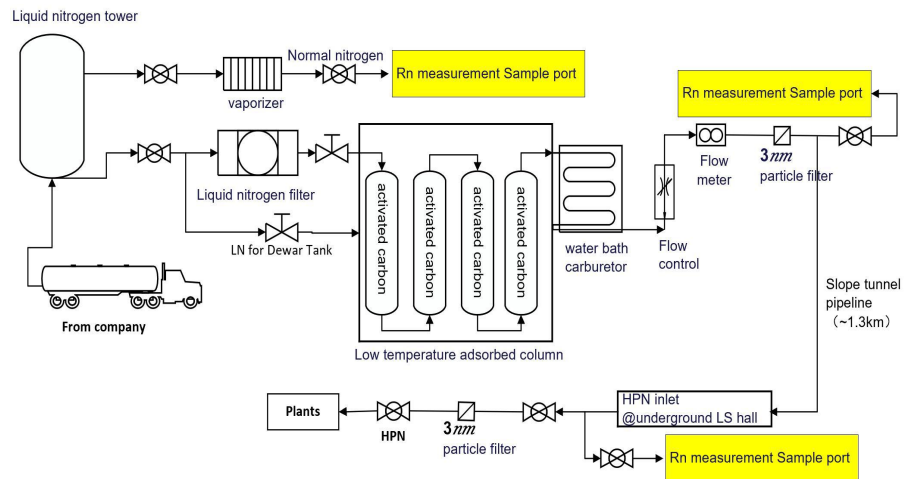 Liquid nitrogen tower
Normal nitrogen
Rn measurement Sample port
vaporizer
Rn measurement Sample port
Liquid nitrogen filter
activated carbon
activated carbon
activated carbon
activated carbon
Flow
meter
3nm
particle filter
LN for Dewar Tank
water bath
carburetor
Flow
control
From company
Low temperature adsorbed column
Slope tunnel
pipeline
（~1.3km）
Plants
HPN
3nm
particle filter
HPN inlet
@underground LS hall
Rn measurement Sample port